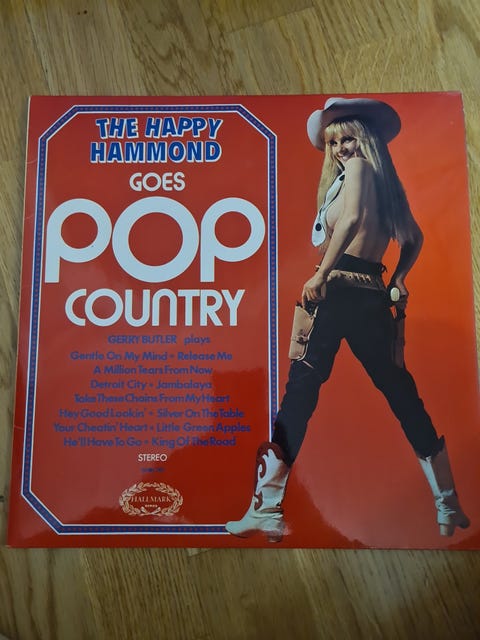 THE HAPPY
HAMMOND
GOES
POP
COUNTRY
GERRY BUTLER plays
Gentle On My Mind • Release Me
A Million Tears From Now
Detroit City • Jambalaya
Take These Chains From My Heart
Hey Good Lookin' • Silver On The Table
Your Cheatin' Heart • Little Green Apples
He'll Have To Go • King Of The Road
STEREO
HALLMARK